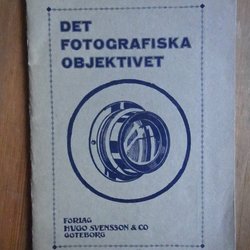 DET
FOTOGRAFISKA
OBJEKTIVET
FÖRLAG
HUGO SVENSSON & CO
GÖTEBORG